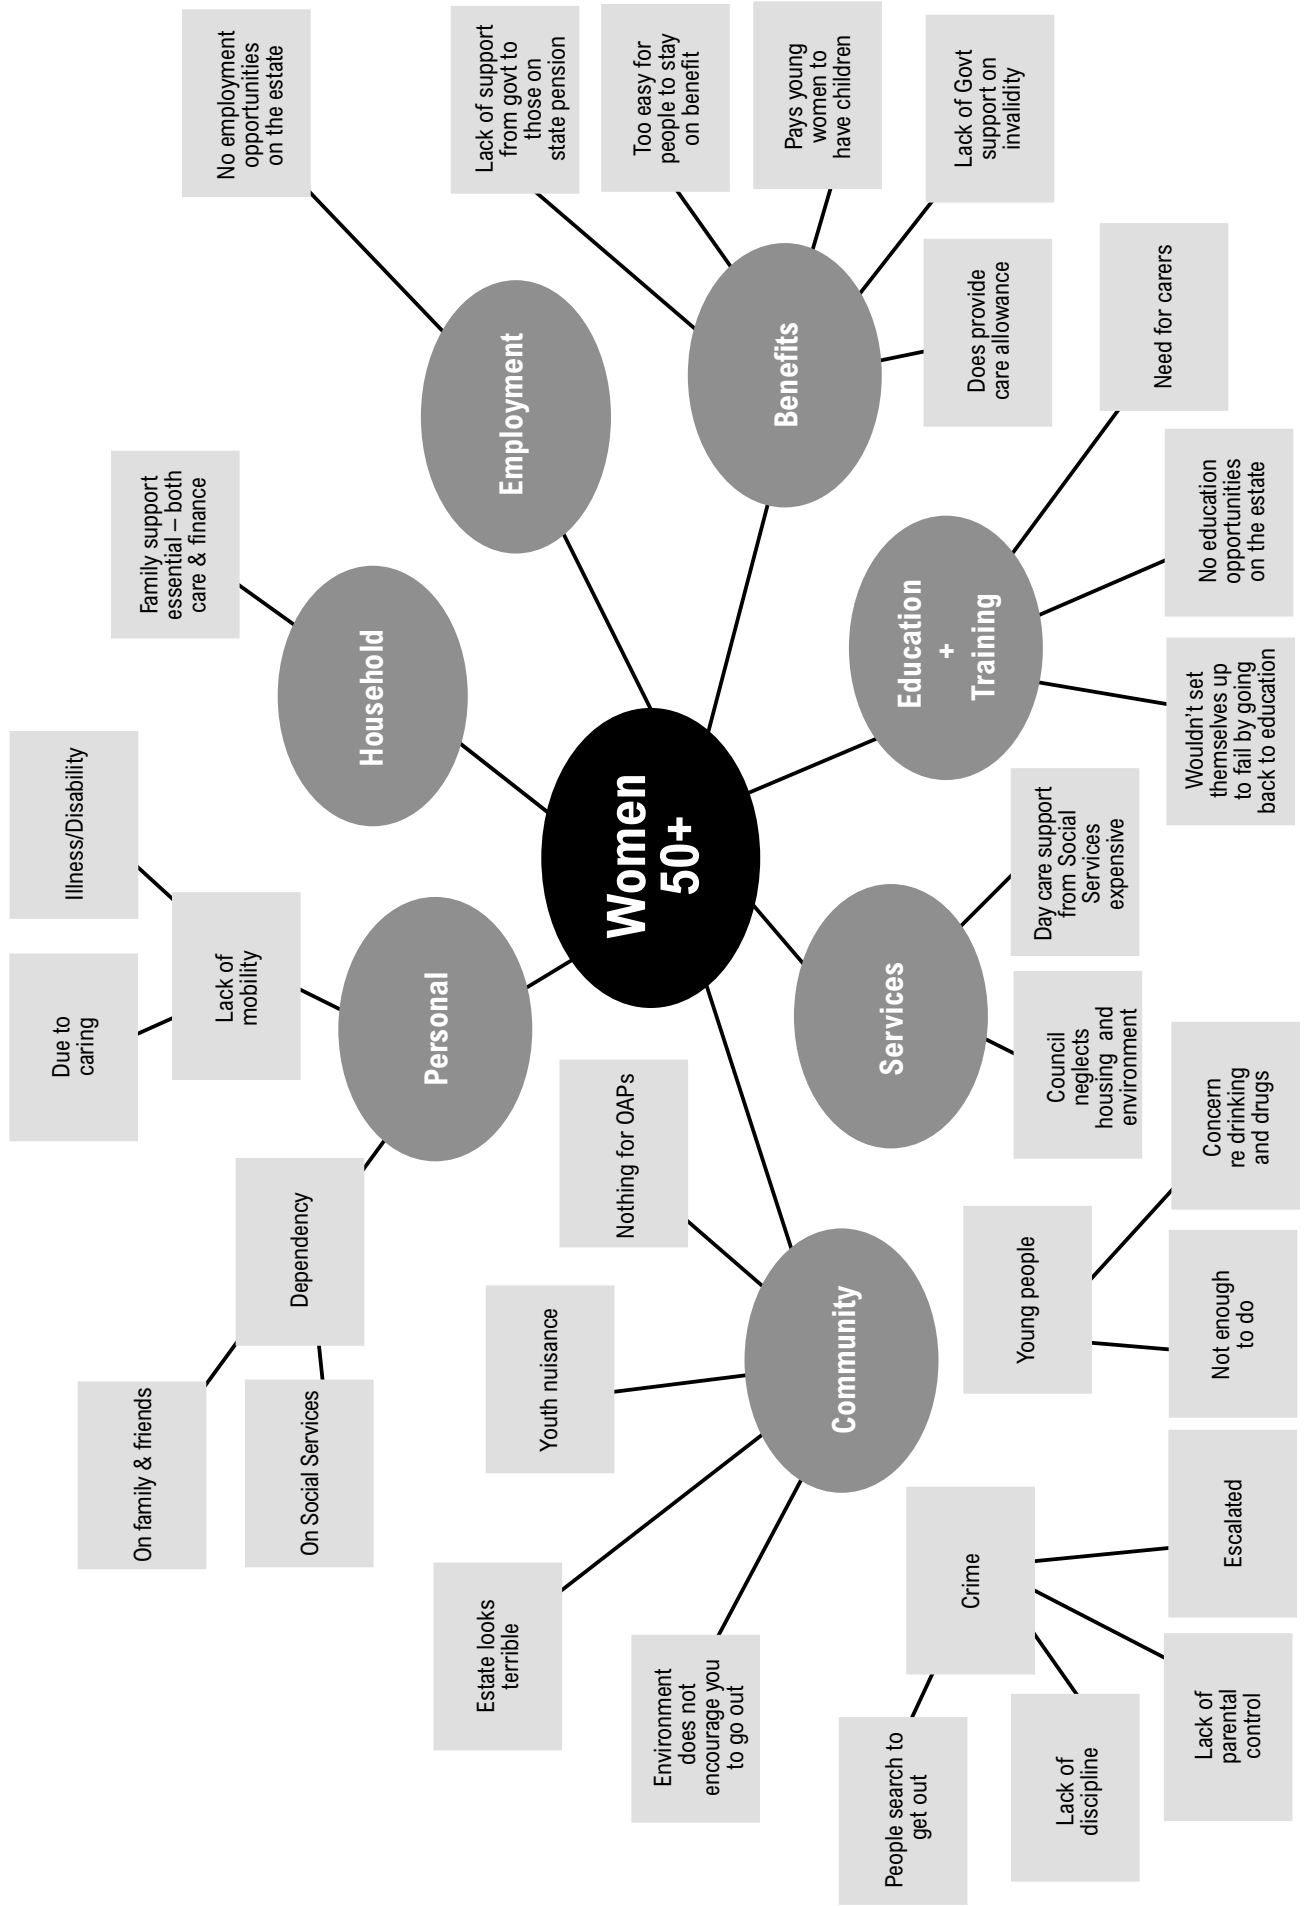 Women
50+
Personal
Lack of
mobility
Due to
caring
Illness/Disability
Dependency
On family & friends
On Social Services
Household
Family support
essential – both
care & finance
Employment
No employment
opportunities
on the estate
Benefits
Lack of support
from govt to
those on
state pension
Too easy for
people to stay
on benefit
Pays young
women to
have children
Lack of Govt
support on
invalidity
Does provide
care allowance
Education
+
Training
Need for carers
No education
opportunities
on the estate
Wouldn't set
themselves up
to fail by going
back to education
Services
Day care support
from Social
Services
expensive
Council
neglects
housing and
environment
Community
Nothing for OAPs
Youth nuisance
Estate looks
terrible
Environment
does not
encourage you
to go out
Young people
Concern
re drinking
and drugs
Not enough
to do
Crime
Escalated
Lack of
parental
control
Lack of
discipline
People search to
get out